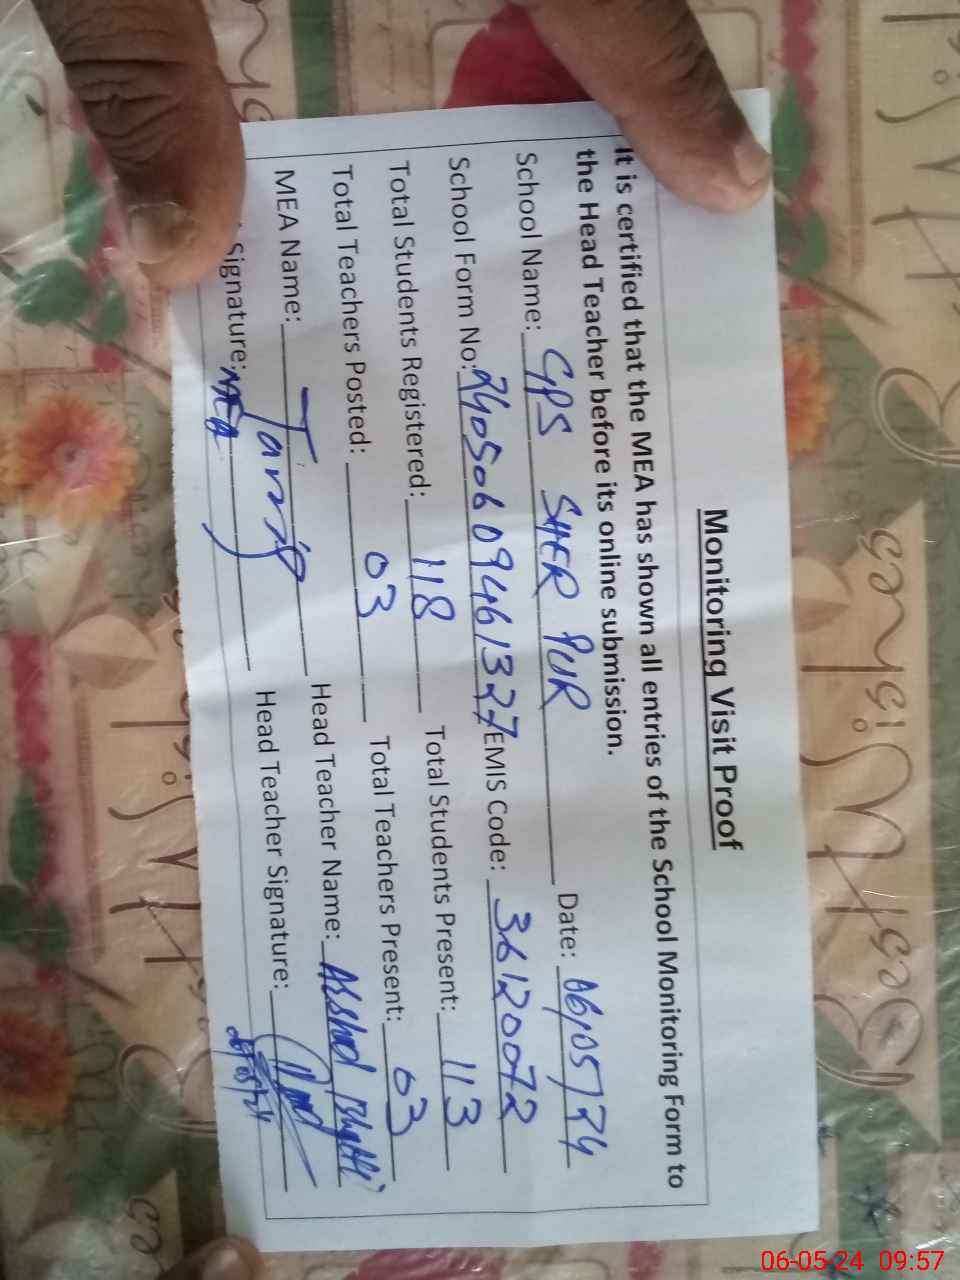 Monitoring Visit Proof
It is certified that the MEA has shown all entries of the School Monitoring Form to
the Head Teacher before its online submission.
School Name: GPS SHER PUR Date: 06/05/24
School Form No: 24050609461327 EMIS Code: 36120072
Total Students Registered: 118 Total Students Present: 113
Total Teachers Posted: 03 Total Teachers Present: 03
MEA Name: Tariq Head Teacher Name: Bhatti
Signature: MEA Head Teacher Signature:
06-05-24 09:57